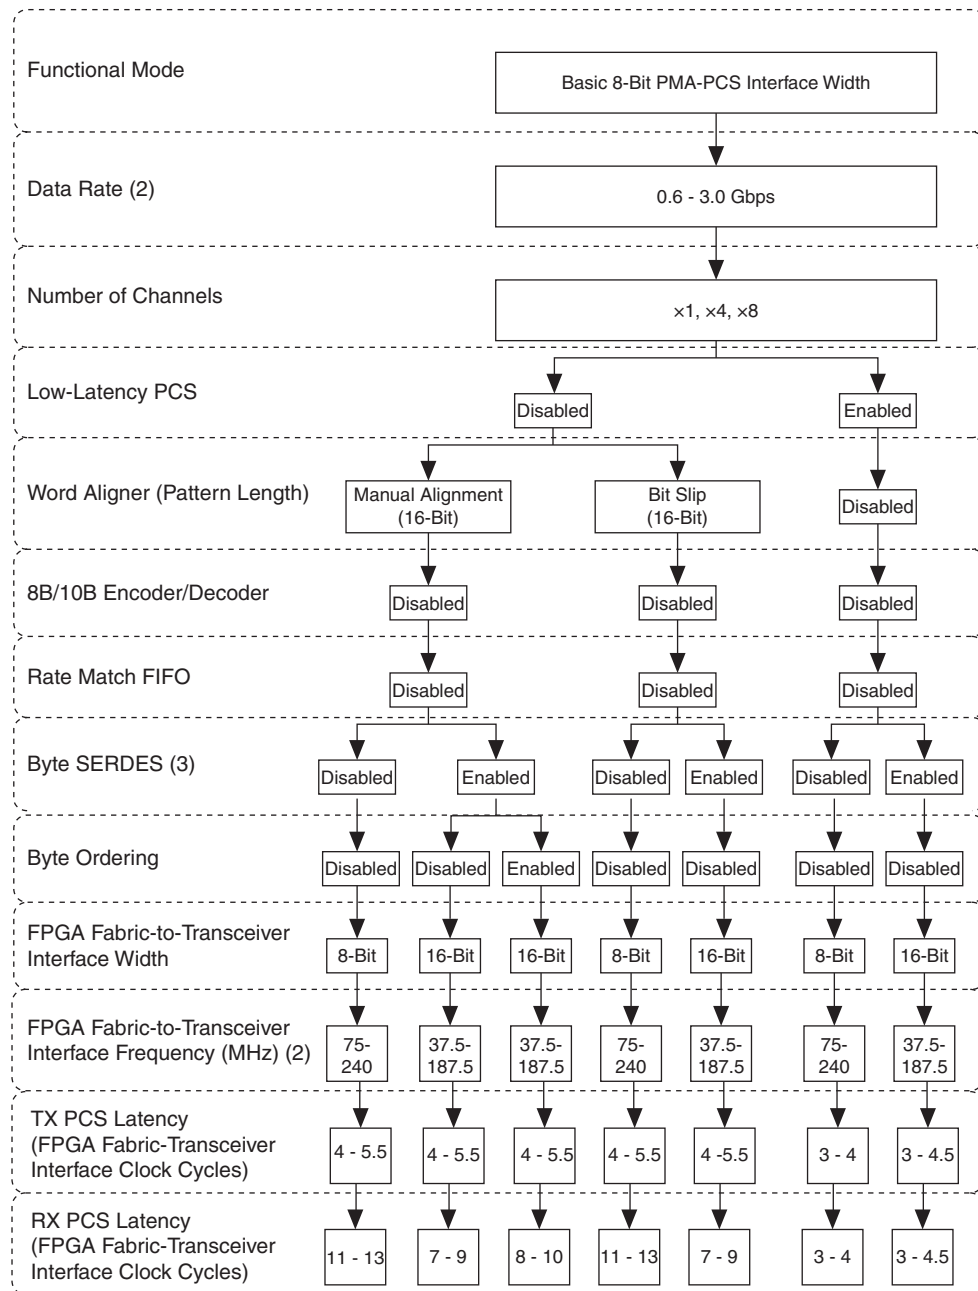 Functional Mode
Basic 8-Bit PMA-PCS Interface Width
Data Rate (2)
0.6 - 3.0 Gbps
Number of Channels
×1, ×4, ×8
Low-Latency PCS
Disabled
Enabled
Word Aligner (Pattern Length)
Manual Alignment
(16-Bit)
Bit Slip
(16-Bit)
Disabled
8B/10B Encoder/Decoder
Disabled
Disabled
Disabled
Rate Match FIFO
Disabled
Disabled
Disabled
Byte SERDES (3)
Disabled
Enabled
Disabled
Enabled
Disabled
Enabled
Byte Ordering
Disabled
Disabled
Enabled
Disabled
Disabled
Disabled
Disabled
FPGA Fabric-to-Transceiver
Interface Width
8-Bit
16-Bit
16-Bit
8-Bit
16-Bit
8-Bit
16-Bit
FPGA Fabric-to-Transceiver
Interface Frequency (MHz) (2)
75-
240
37.5-
187.5
37.5-
187.5
75-
240
37.5-
187.5
75-
240
37.5-
187.5
TX PCS Latency
(FPGA Fabric-Transceiver
Interface Clock Cycles)
4 - 5.5
4 - 5.5
4 - 5.5
4 - 5.5
4 -5.5
3 - 4
3 - 4.5
RX PCS Latency
(FPGA Fabric-Transceiver
Interface Clock Cycles)
11 - 13
7 - 9
8 - 10
11 - 13
7 - 9
3 - 4
3 - 4.5